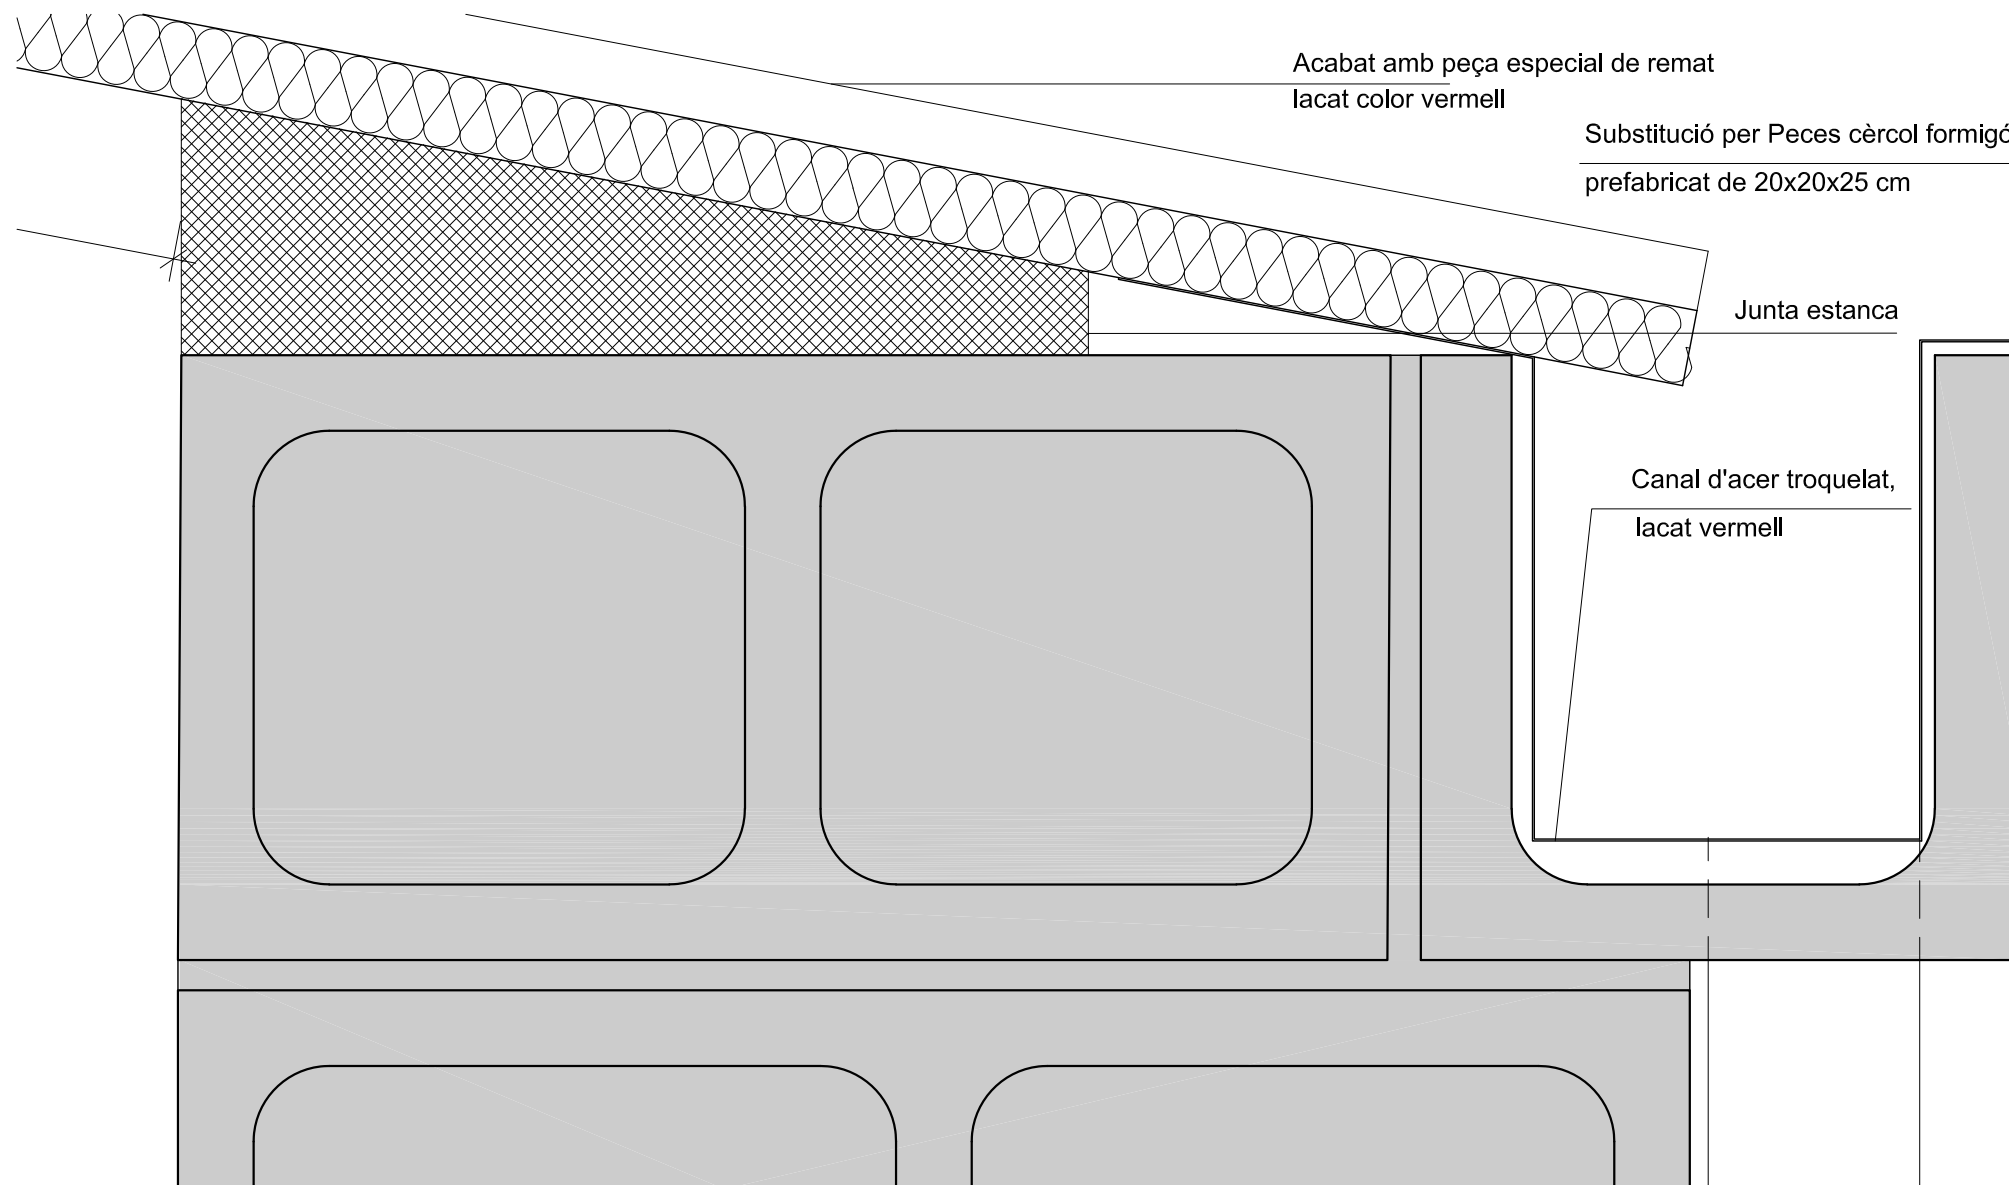 Acabat amb peça especial de remat
lacat color vermell
Substitució per Peces cèrcol formigó
prefabricat de 20x20x25 cm
Junta estanca
Canal d'acer troquelat,
lacat vermell